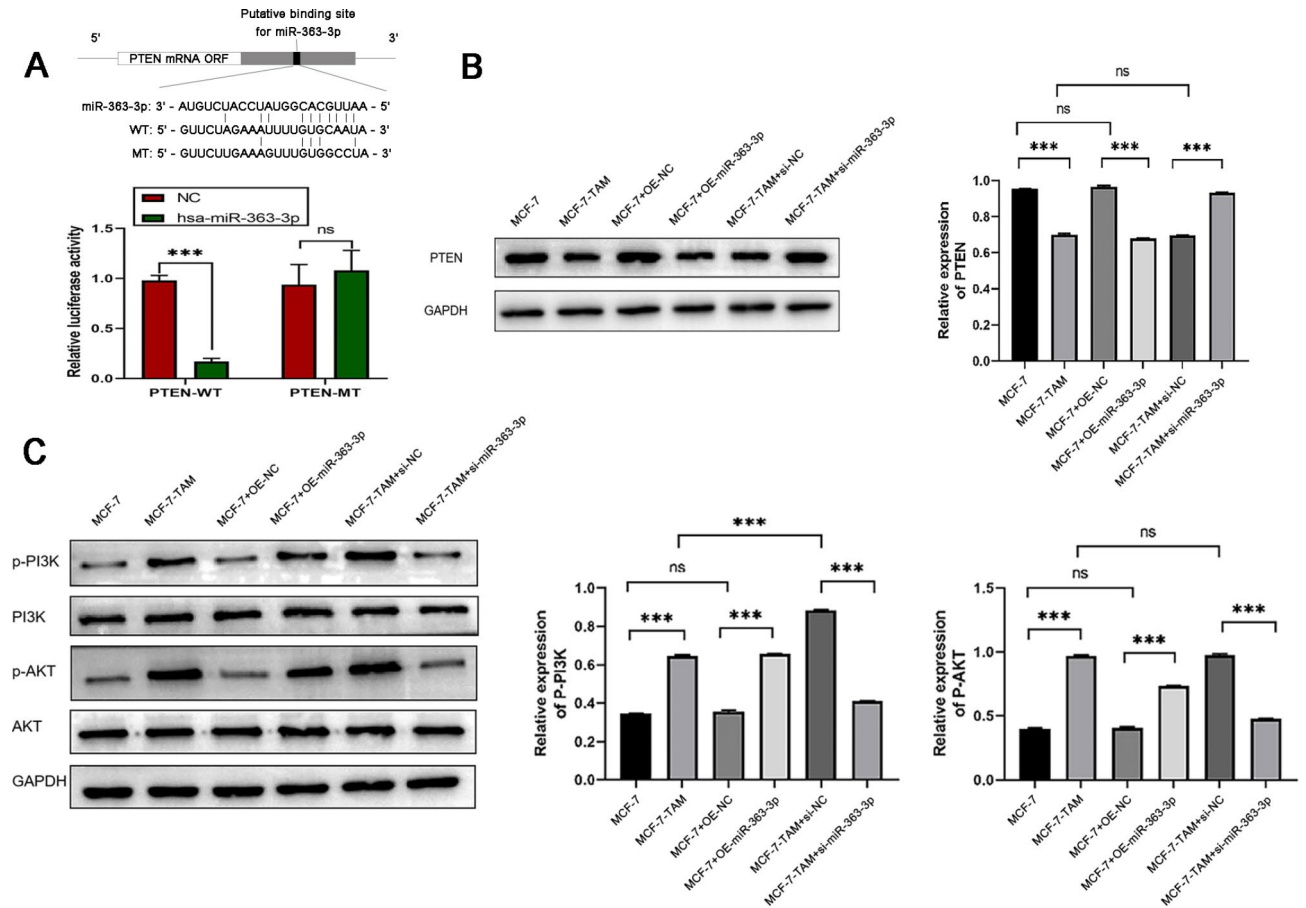 A
Putative binding site
for miR-363-3p
5'
3'
PTEN mRNA ORF
miR-363-3p: 3' - AUGUCUACCUAUGGCACGUUAA - 5'
WT: 5' - GUUCUAGAAAUUUUGUGCAAUA - 3'
MT: 5' - GUUCUUGAAAGUUUGUGGCCUA - 3'
NC
hsa-miR-363-3p
Relative luciferase activity
1.5
1.0
0.5
0.0
***
ns
PTEN-WT
PTEN-MT
B
MCF-7
MCF-7-TAM
MCF-7+OE-NC
MCF-7+OE-miR-363-3p
MCF-7-TAM+si-NC
MCF-7-TAM+si-miR-363-3p
PTEN
GAPDH
Relative expression
of PTEN
1.0
0.8
0.6
0.4
0.2
0.0
ns
ns
***
***
***
MCF-7
MCF-7-TAM
MCF-7+OE-NC
MCF-7+OE-miR-363-3p
MCF-7-TAM+si-NC
MCF-7-TAM+si-miR-363-3p
C
MCF-7
MCF-7-TAM
MCF-7+OE-NC
MCF-7+OE-miR-363-3p
MCF-7-TAM+si-NC
MCF-7-TAM+si-miR-363-3p
p-PI3K
PI3K
p-AKT
AKT
GAPDH
Relative expression
of P-PI3K
1.0
0.8
0.6
0.4
0.2
0.0
***
ns
***
***
***
MCF-7
MCF-7-TAM
MCF-7+OE-NC
MCF-7+OE-miR-363-3p
MCF-7-TAM+si-NC
MCF-7-TAM+si-miR-363-3p
Relative expression
of P-AKT
1.5
1.0
0.5
0.0
ns
ns
***
***
***
MCF-7
MCF-7-TAM
MCF-7+OE-NC
MCF-7+OE-miR-363-3p
MCF-7-TAM+si-NC
MCF-7-TAM+si-miR-363-3p